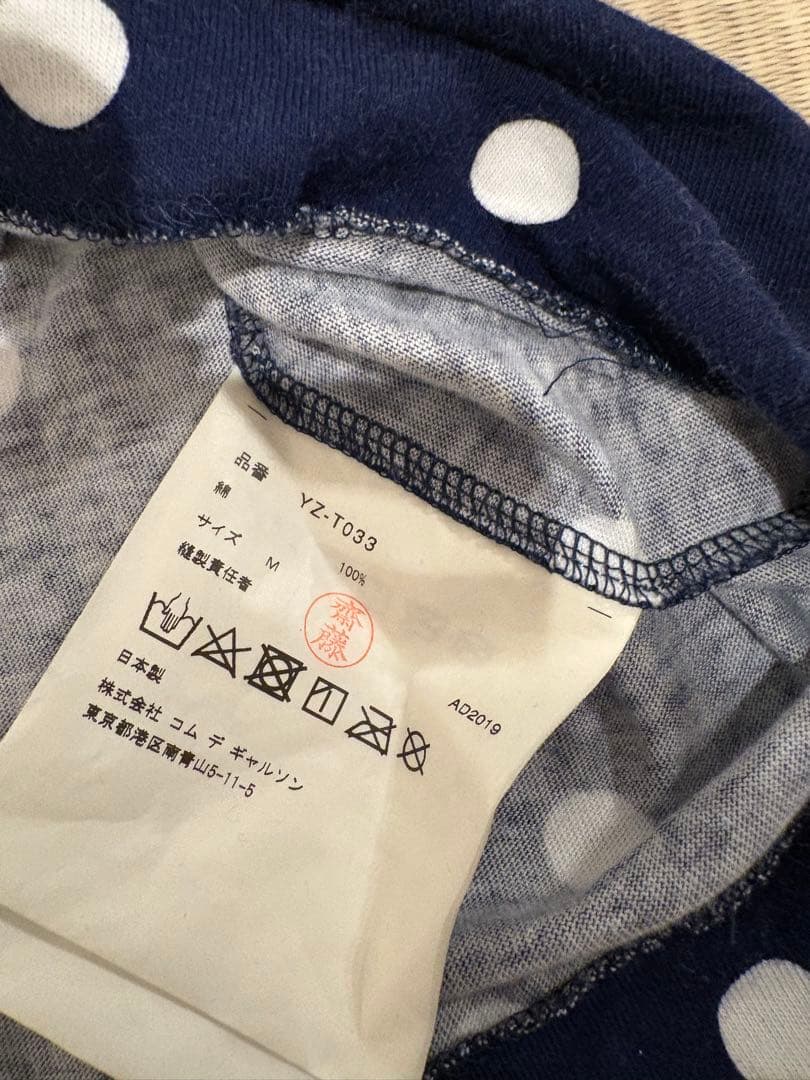 品番 YZ-T033
綿 100%
サイズ M
縫製責任者 齋藤
AD2019
日本製
株式会社 コム デ ギャルソン
東京都港区南青山5-11-5